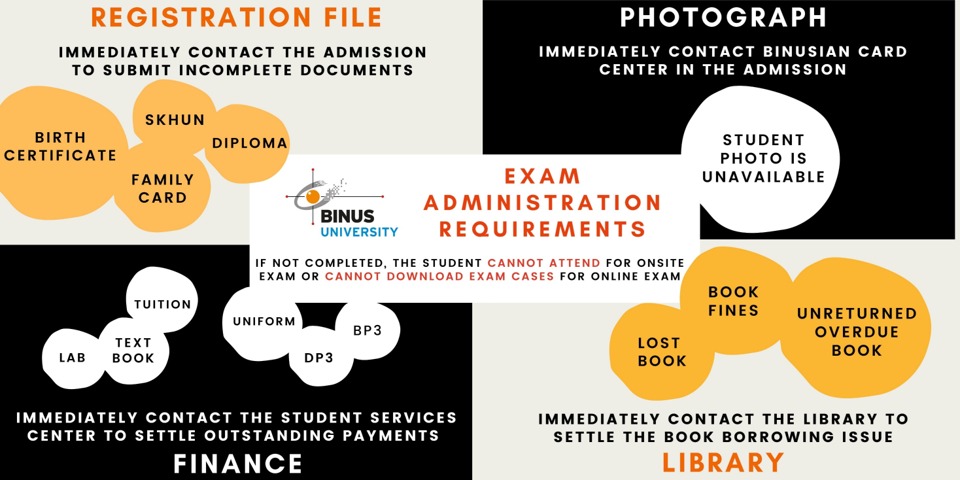 REGISTRATION FILE
IMMEDIATELY CONTACT THE ADMISSION
TO SUBMIT INCOMPLETE DOCUMENTS
BIRTH
CERTIFICATE
SKHUN
DIPLOMA
FAMILY
CARD
PHOTOGRAPH
IMMEDIATELY CONTACT BINUSIAN CARD
CENTER IN THE ADMISSION
STUDENT
PHOTO IS
UNAVAILABLE
BINUS
UNIVERSITY
EXAM
ADMINISTRATION
REQUIREMENTS
IF NOT COMPLETED, THE STUDENT CANNOT ATTEND FOR ONSITE
EXAM OR CANNOT DOWNLOAD EXAM CASES FOR ONLINE EXAM
TUITION
LAB
TEXT
BOOK
UNIFORM
DP3
BP3
IMMEDIATELY CONTACT THE STUDENT SERVICES
CENTER TO SETTLE OUTSTANDING PAYMENTS
FINANCE
BOOK
FINES
LOST
BOOK
UNRETURNED
OVERDUE
BOOK
IMMEDIATELY CONTACT THE LIBRARY TO
SETTLE THE BOOK BORROWING ISSUE
LIBRARY